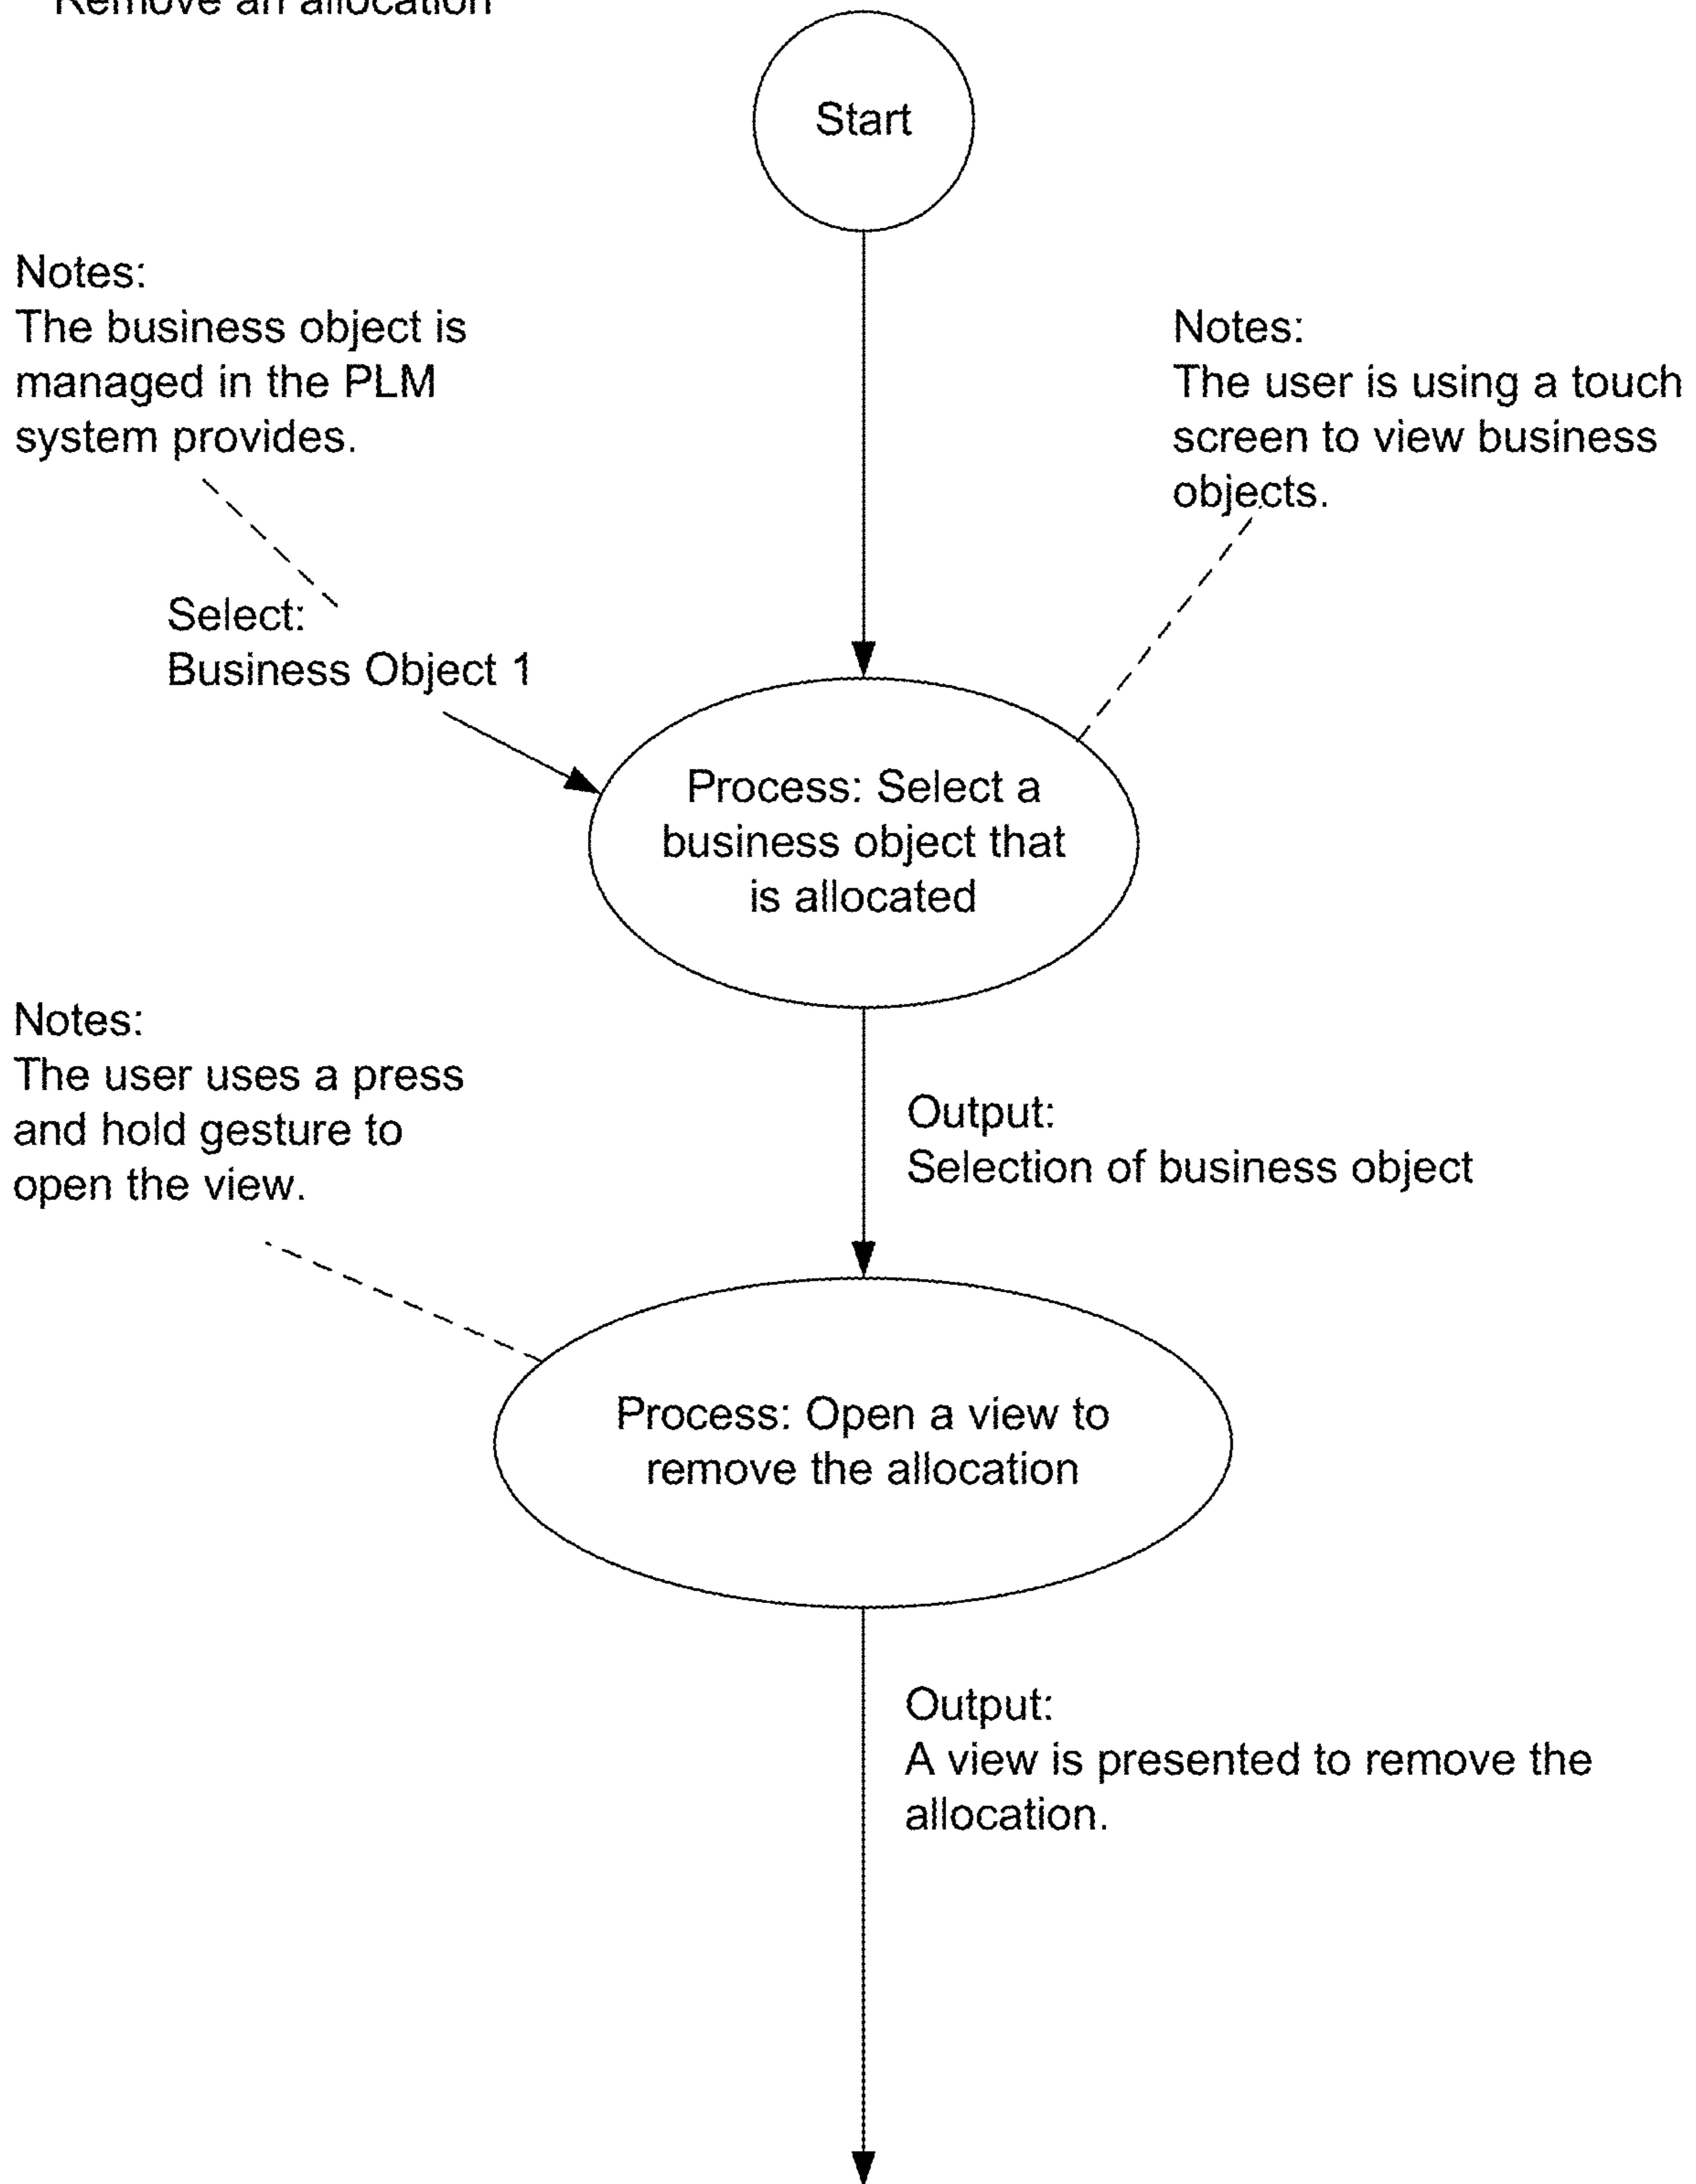 Remove an allocation
Start
Notes:
The business object is
managed in the PLM
system provides.
Notes:
The user is using a touch
screen to view business
objects.
Select:
Business Object 1
Process: Select a
business object that
is allocated
Notes:
The user uses a press
and hold gesture to
open the view.
Output:
Selection of business object
Process: Open a view to
remove the allocation
Output:
A view is presented to remove the
allocation.